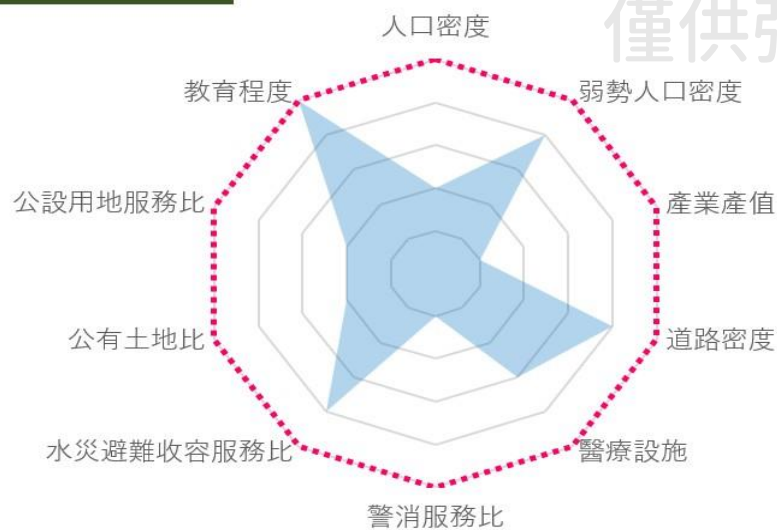 僅供
人口密度
教育程度
弱勢人口密度
公設用地服務比
產業產值
公有土地比
道路密度
水災避難收容服務比
醫療設施
警消服務比